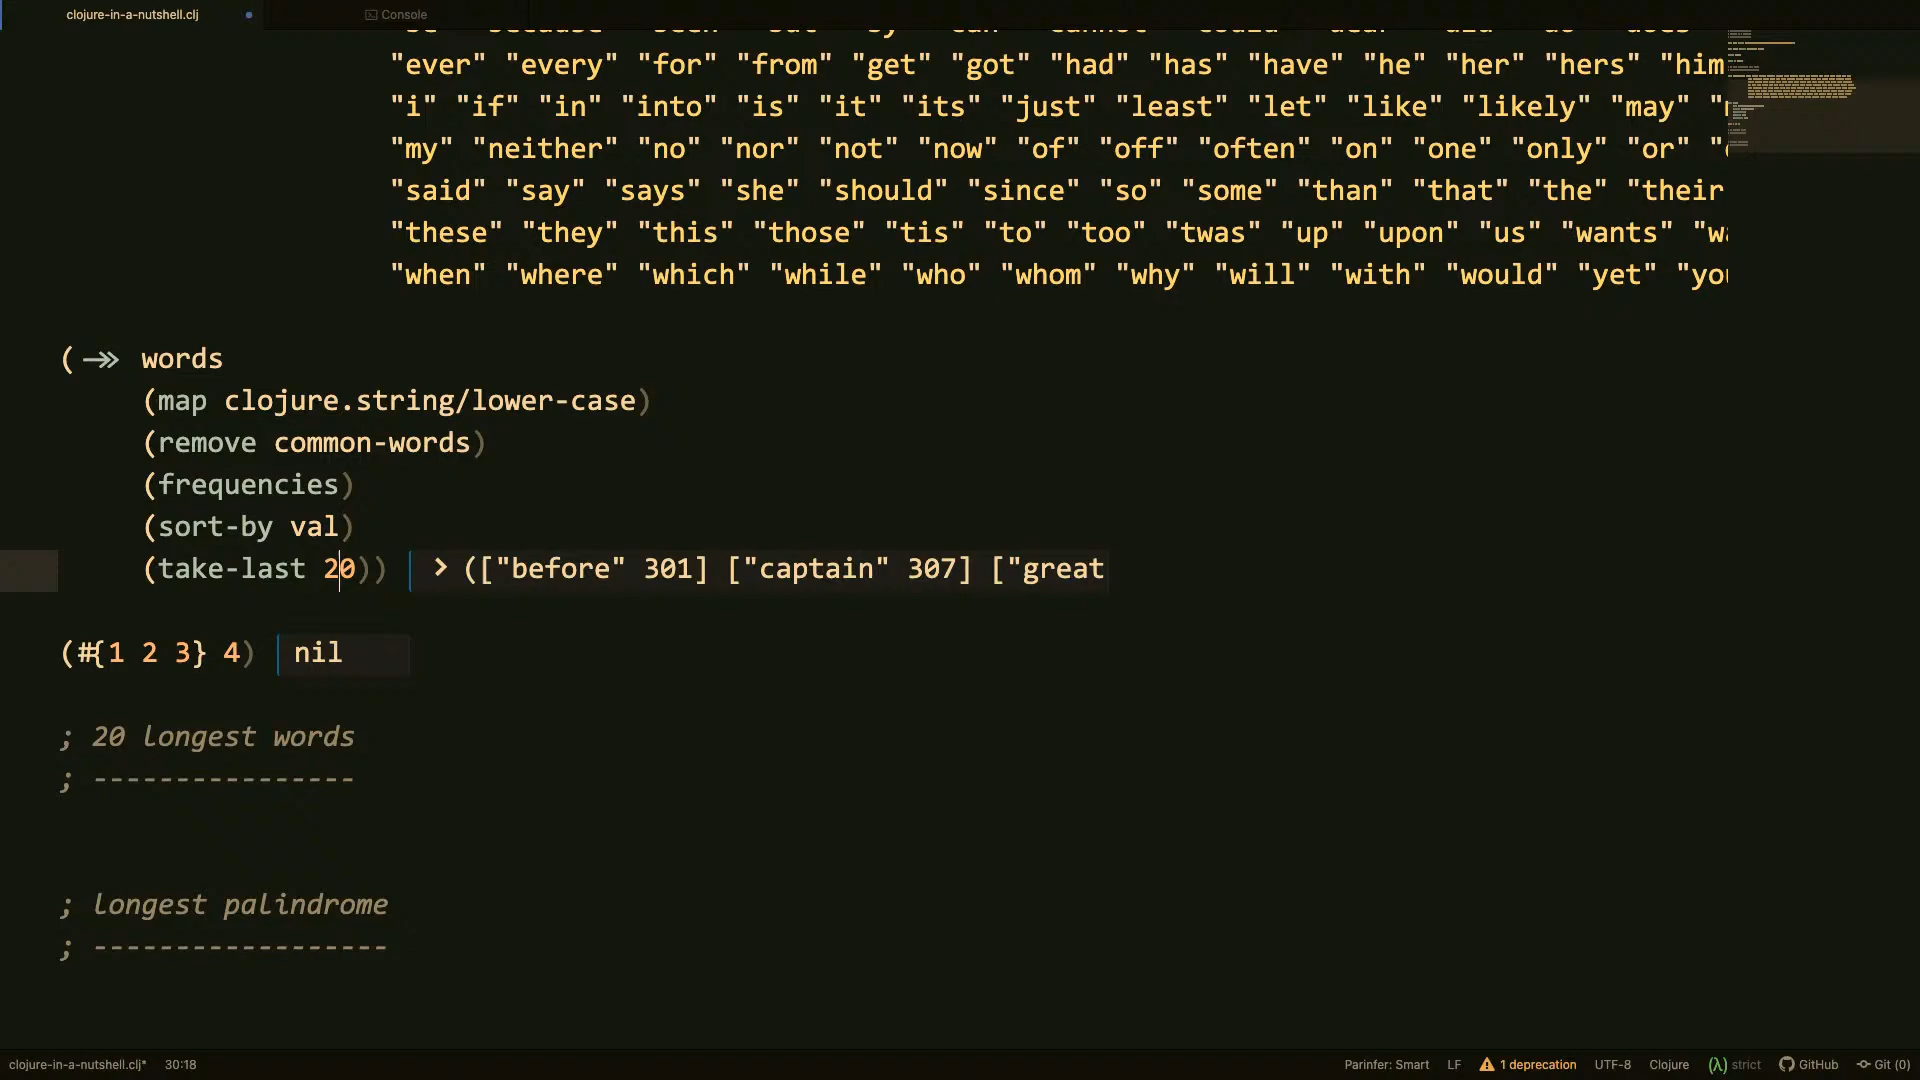 clojure-in-a-nutshell.clj
Console
"ever" "every" "for" "from" "get" "got" "had" "has" "have" "he" "her" "hers" "him
"i" "if" "in" "into" "is" "it" "its" "just" "least" "let" "like" "likely" "may"
"my" "neither" "no" "nor" "not" "now" "of" "off" "often" "on" "one" "only" "or"
"said" "say" "says" "she" "should" "since" "so" "some" "than" "that" "the" "their
"these" "they" "this" "those" "tis" "to" "too" "twas" "up" "upon" "us" "wants"
"when" "where" "which" "while" "who" "whom" "why" "will" "with" "would" "yet"
(->> words
(map clojure.string/lower-case)
(remove common-words)
(frequencies)
(sort-by val)
(take-last 20)) > (["before" 301] ["captain" 307] ["great
(#{1 2 3} 4) nil
; 20 longest words
; ----------------
; longest palindrome
; ------------------
clojure-in-a-nutshell.clj* 30:18 Parinfer: Smart LF 1 deprecation UTF-8 Clojure (λ) strict GitHub Git (0)